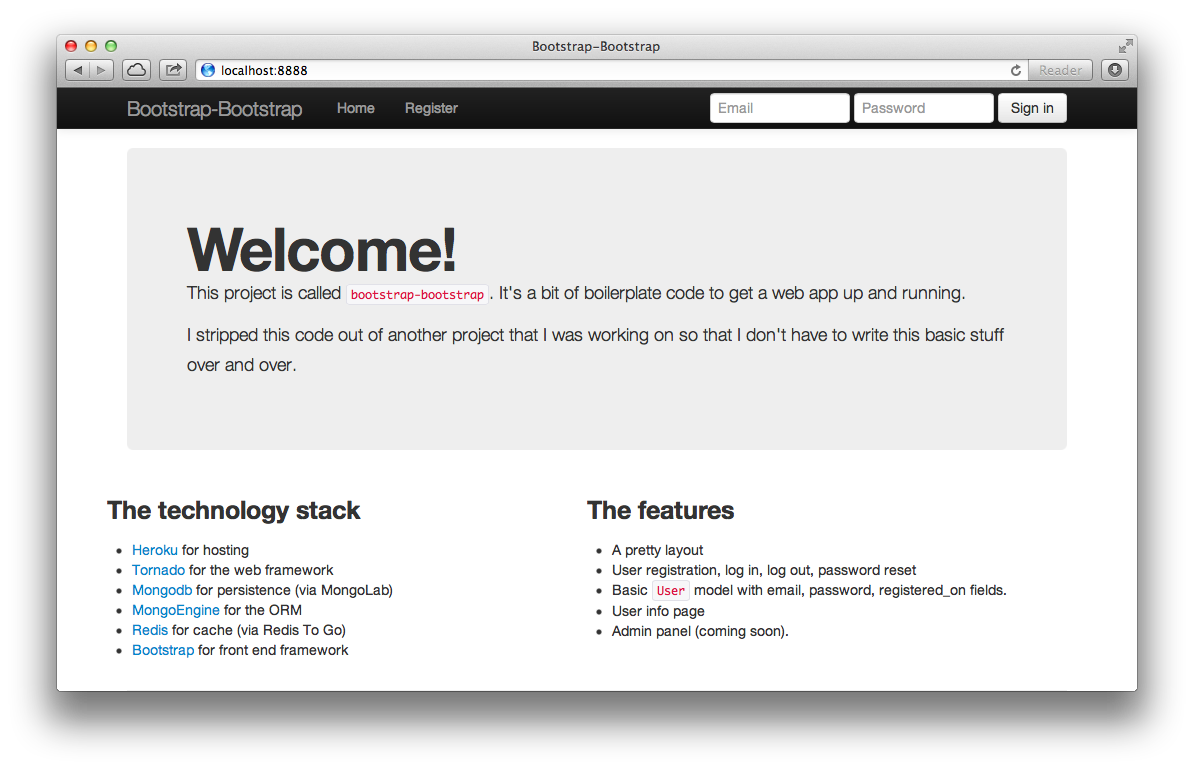 Bootstrap-Bootstrap
localhost:8888
Reader
Bootstrap-Bootstrap Home Register Email Password Sign in
Welcome!
This project is called bootstrap-bootstrap. It's a bit of boilerplate code to get a web app up and running.
I stripped this code out of another project that I was working on so that I don't have to write this basic stuff
over and over.
The technology stack
• Heroku for hosting
• Tornado for the web framework
• Mongodb for persistence (via MongoLab)
• MongoEngine for the ORM
• Redis for cache (via Redis To Go)
• Bootstrap for front end framework
The features
• A pretty layout
• User registration, log in, log out, password reset
• Basic User model with email, password, registered_on fields.
• User info page
• Admin panel (coming soon).